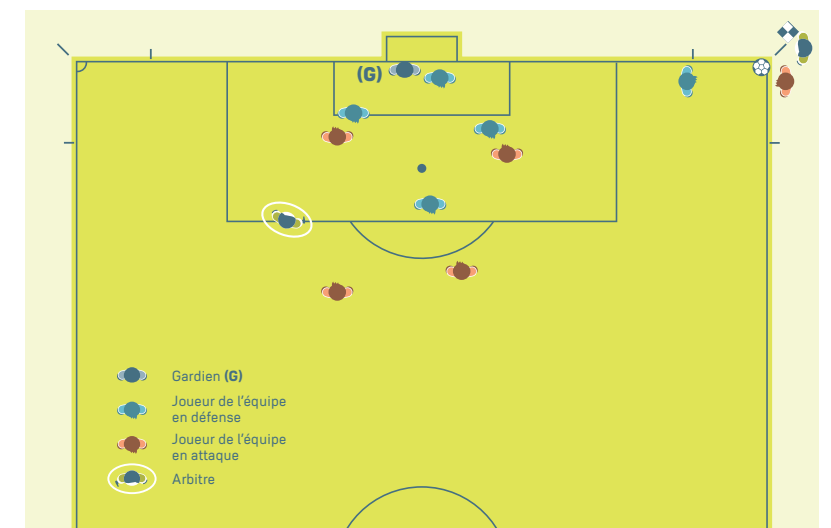 (G)
Gardien (G)
Joueur de l'équipe
en défense
Joueur de l'équipe
en attaque
Arbitre